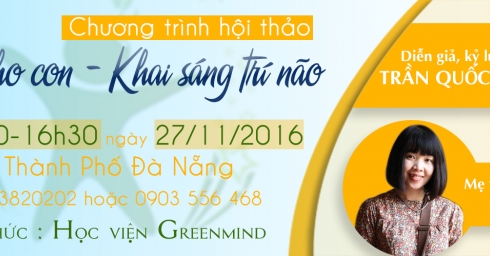 Chương trình hội thảo
ho con - Khai sáng trí não
0-16h30 ngày 27/11/2016
Thành Phố Đà Nẵng
3820202 hoặc 0903 556 468
HỨC : HỌC VIỆN GREENMIND
Diễn giả, kỷ lu
TRẦN QUỐC
Mẹ